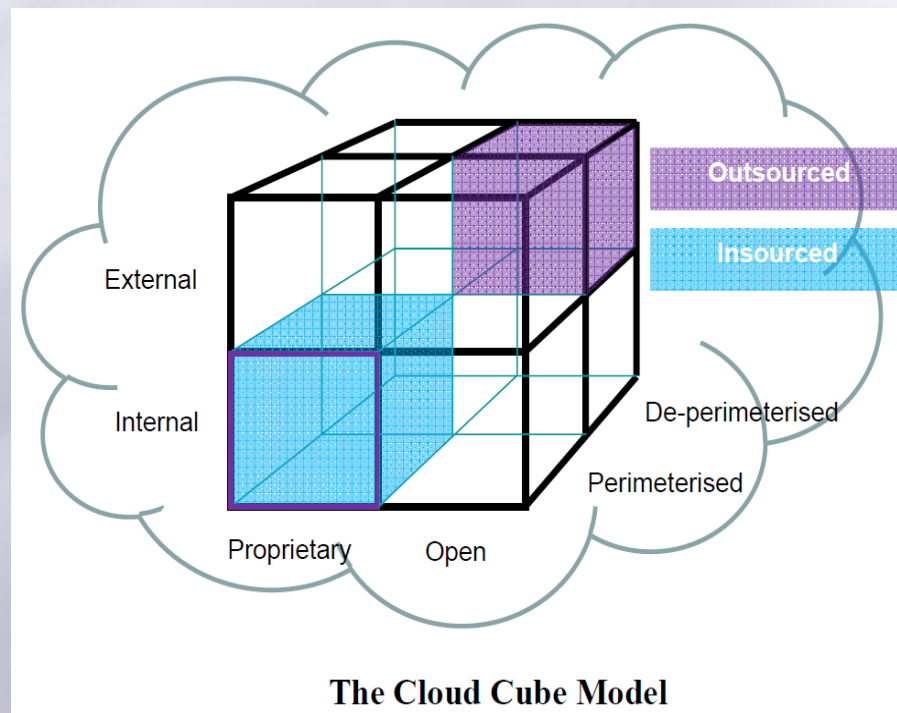 Outsourced
Insourced
External
Internal
De-perimeterised
Perimeterised
Proprietary
Open
The Cloud Cube Model